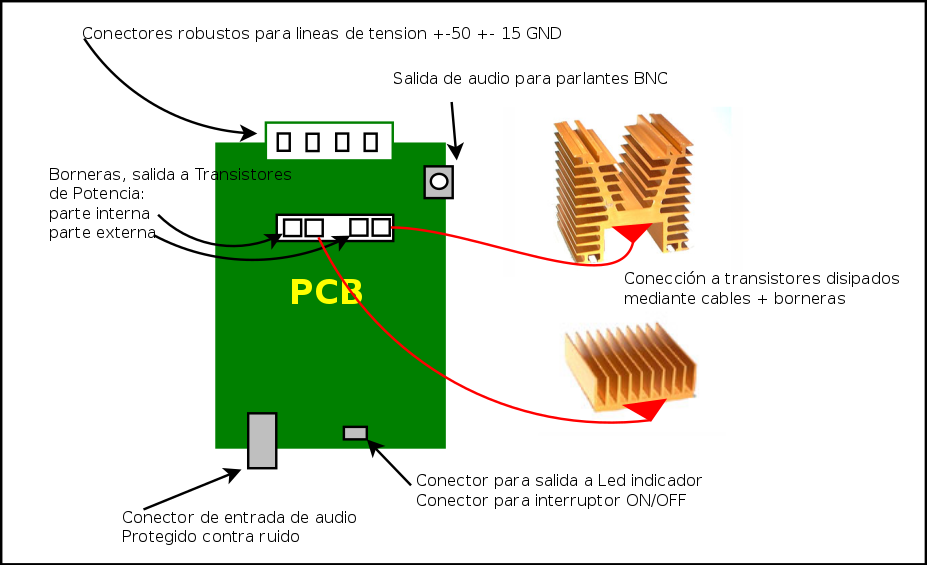 Conectores robustos para lineas de tension +-50 +- 15 GND
Salida de audio para parlantes BNC
Borneras, salida a Transistores
de Potencia:
parte interna
parte externa
PCB
Conección a transistores disipados
mediante cables + borneras
Conector para salida a Led indicador
Conector para interruptor ON/OFF
Conector de entrada de audio
Protegido contra ruido